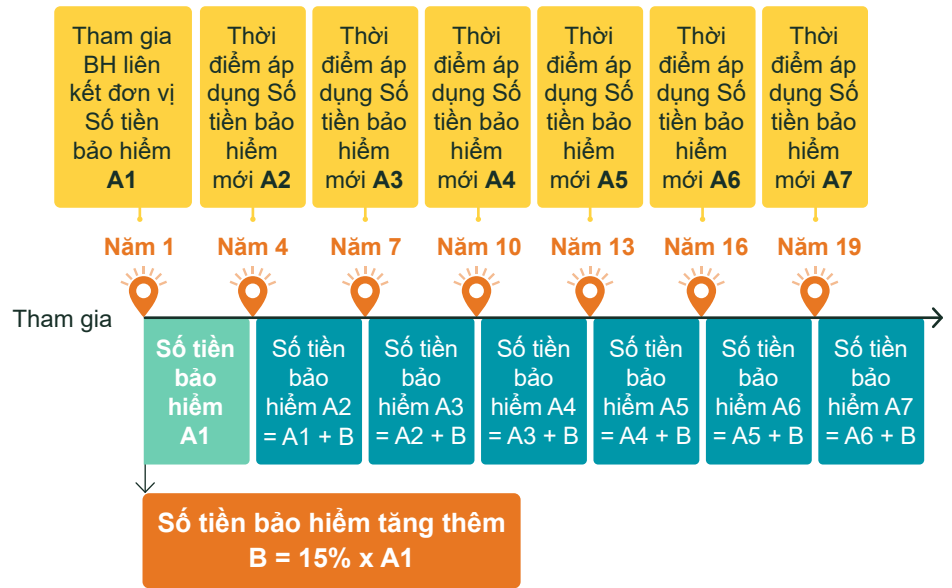 Tham gia
BH liên
kết đơn vị
Số tiền
bảo hiểm
A1
Thời
điểm áp
dụng Số
tiền bảo
hiểm
mới A2
Thời
điểm áp
dụng Số
tiền bảo
hiểm
mới A3
Thời
điểm áp
dụng Số
tiền bảo
hiểm
mới A4
Thời
điểm áp
dụng Số
tiền bảo
hiểm
mới A5
Thời
điểm áp
dụng Số
tiền bảo
hiểm
mới A6
Thời
điểm áp
dụng Số
tiền bảo
hiểm
mới A7
Năm 1
Năm 4
Năm 7
Năm 10
Năm 13
Năm 16
Năm 19
Tham gia
Số tiền
bảo
hiểm
A1
Số tiền
bảo
hiểm A2
= A1 + B
Số tiền
bảo
hiểm A3
= A2 + B
Số tiền
bảo
hiểm A4
= A3 + B
Số tiền
bảo
hiểm A5
= A4 + B
Số tiền
bảo
hiểm A6
= A5 + B
Số tiền
bảo
hiểm A7
= A6 + B
Số tiền bảo hiểm tăng thêm
B = 15% x A1